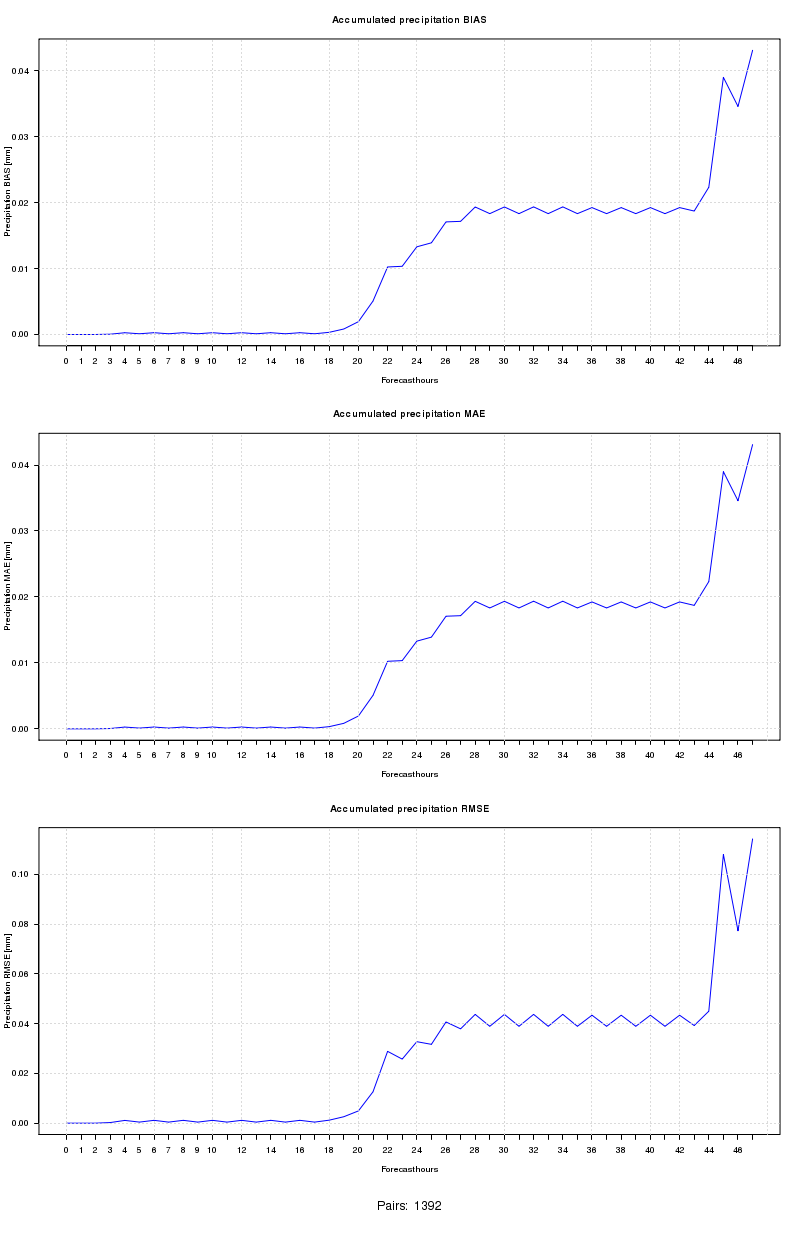 Accumulated precipitation BIAS
Precipitation BIAS [mm]
0.04
0.03
0.02
0.01
0.00
0 1 2 3 4 5 6 7 8 9 10 12 14 16 18 20 22 24 26 28 30 32 34 36 38 40 42 44 46
Forecasthours
Accumulated precipitation MAE
Precipitation MAE [mm]
0.04
0.03
0.02
0.01
0.00
0 1 2 3 4 5 6 7 8 9 10 12 14 16 18 20 22 24 26 28 30 32 34 36 38 40 42 44 46
Forecasthours
Accumulated precipitation RMSE
Precipitation RMSE [mm]
0.10
0.08
0.06
0.04
0.02
0.00
0 1 2 3 4 5 6 7 8 9 10 12 14 16 18 20 22 24 26 28 30 32 34 36 38 40 42 44 46
Forecasthours
Pairs: 1392